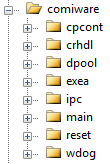 comiware
cpcont
crhdl
dpool
exea
ipc
main
reset
wdog